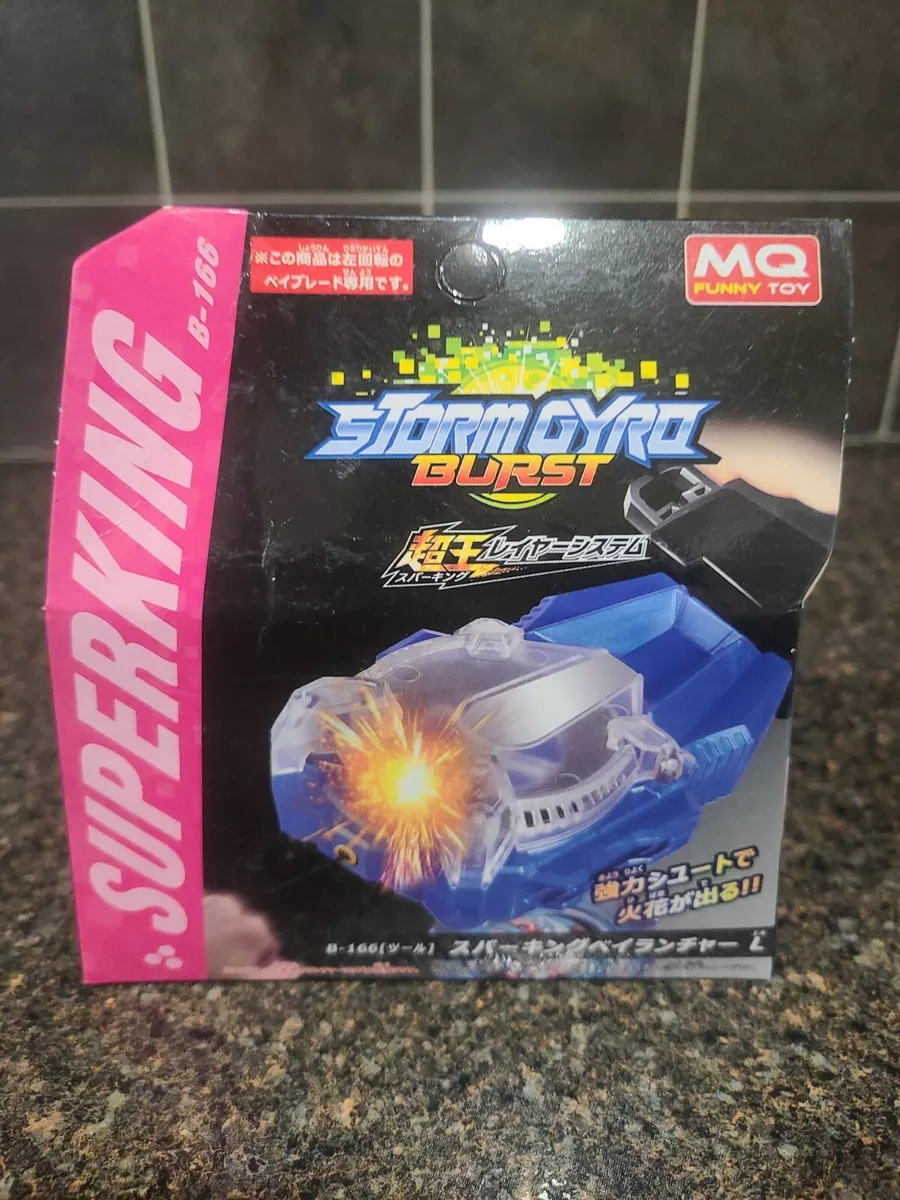 SUPERKING
B-166
※この商品は左回転の
ベイブレード専用です。
MQ
FUNNY TOY
STORM GYRO
BURST
超王レイヤーシステム
スパーキング
強力シュートで
火花が出る!!
B-166[ツール] スパーキングベイランチャー L